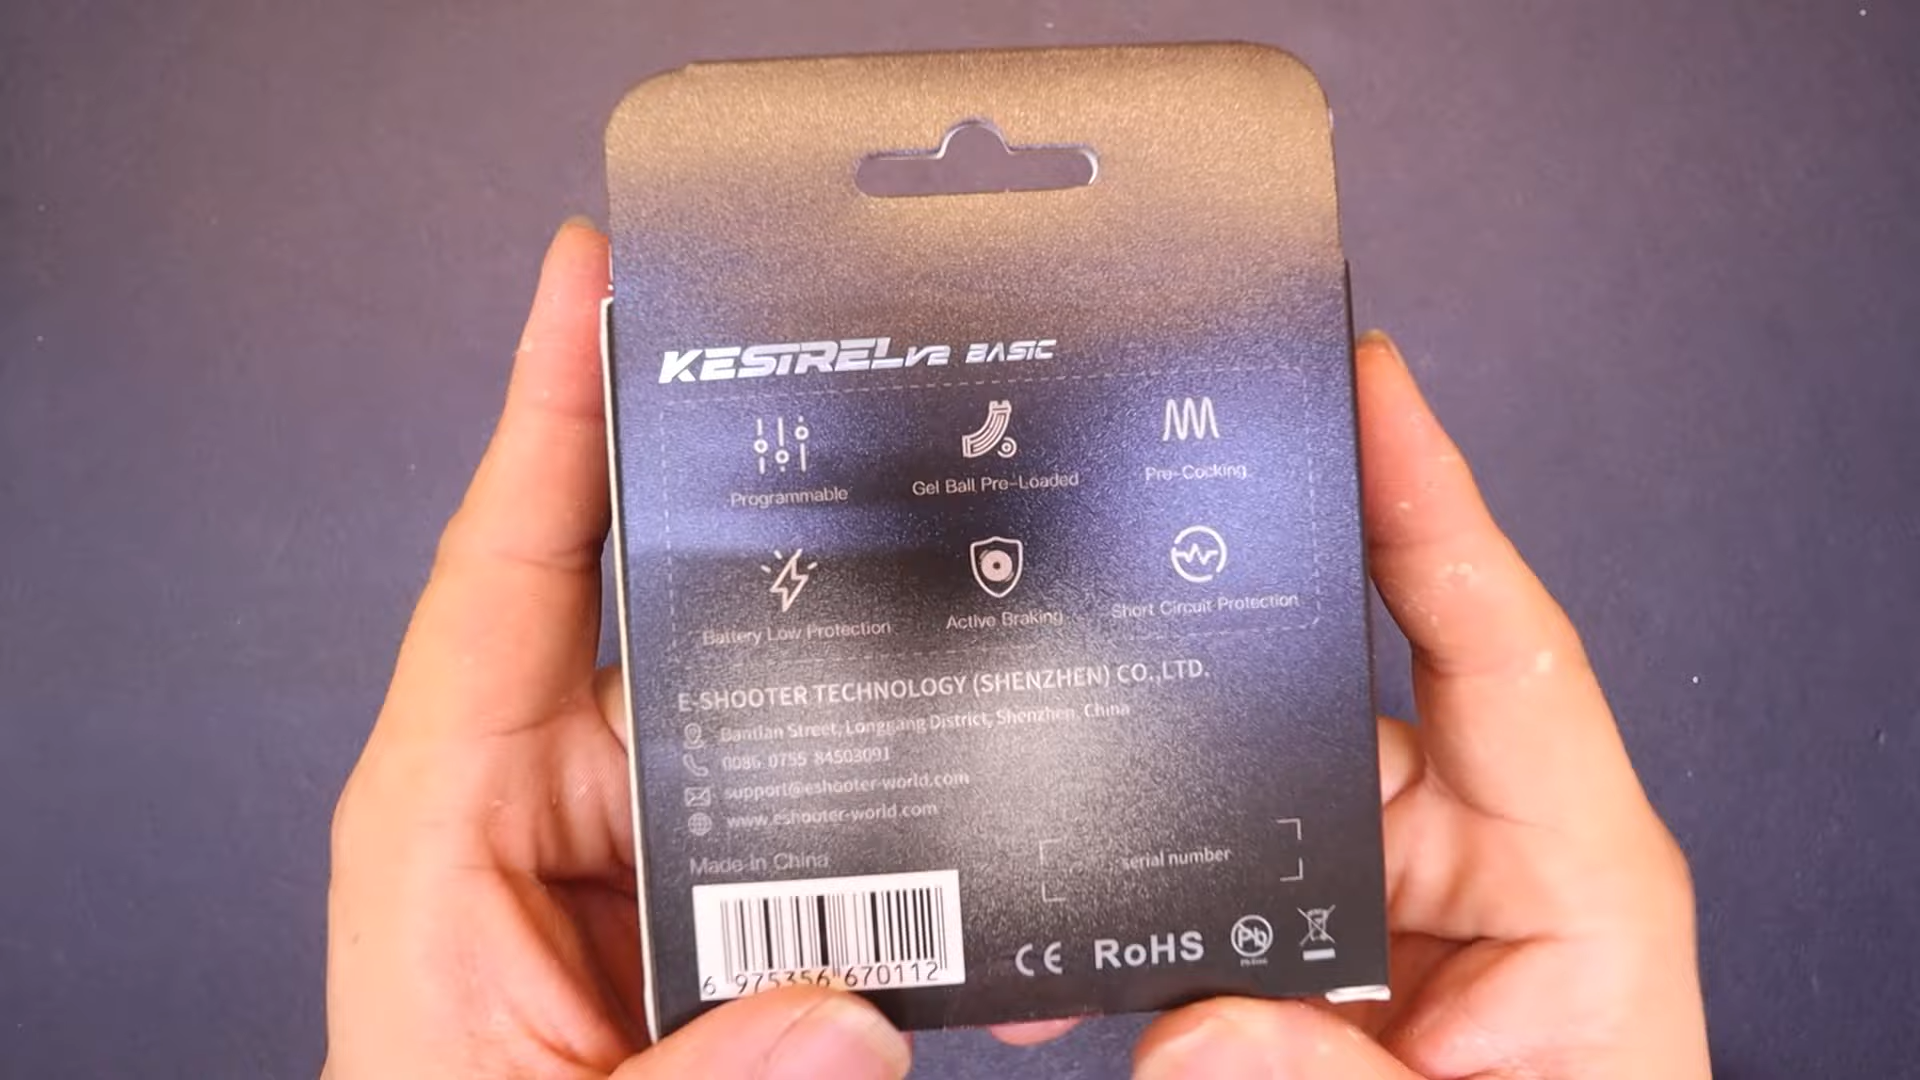 KESTREL V2 BASIC
Programmable
Gel Ball Pre-Loaded
Pre-Cocking
Battery Low Protection
Active Braking
Short Circuit Protection
E-SHOOTER TECHNOLOGY (SHENZHEN) CO.,LTD.
Bantian Street, Longgang District, Shenzhen, China
0086 0755 84503091
support@eshooter-world.com
www.eshooter-world.com
Made in China
serial number
6 975356 670112
CE RoHS Pb